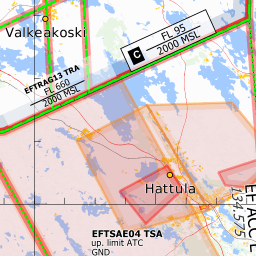 Valkeakoski
C
FL 95
2000 MSL
EFTRAG13 TRA
FL 660
2000 MSL
Hattula
EFTSAE04 TSA
up. limit ATC
GND
134.575